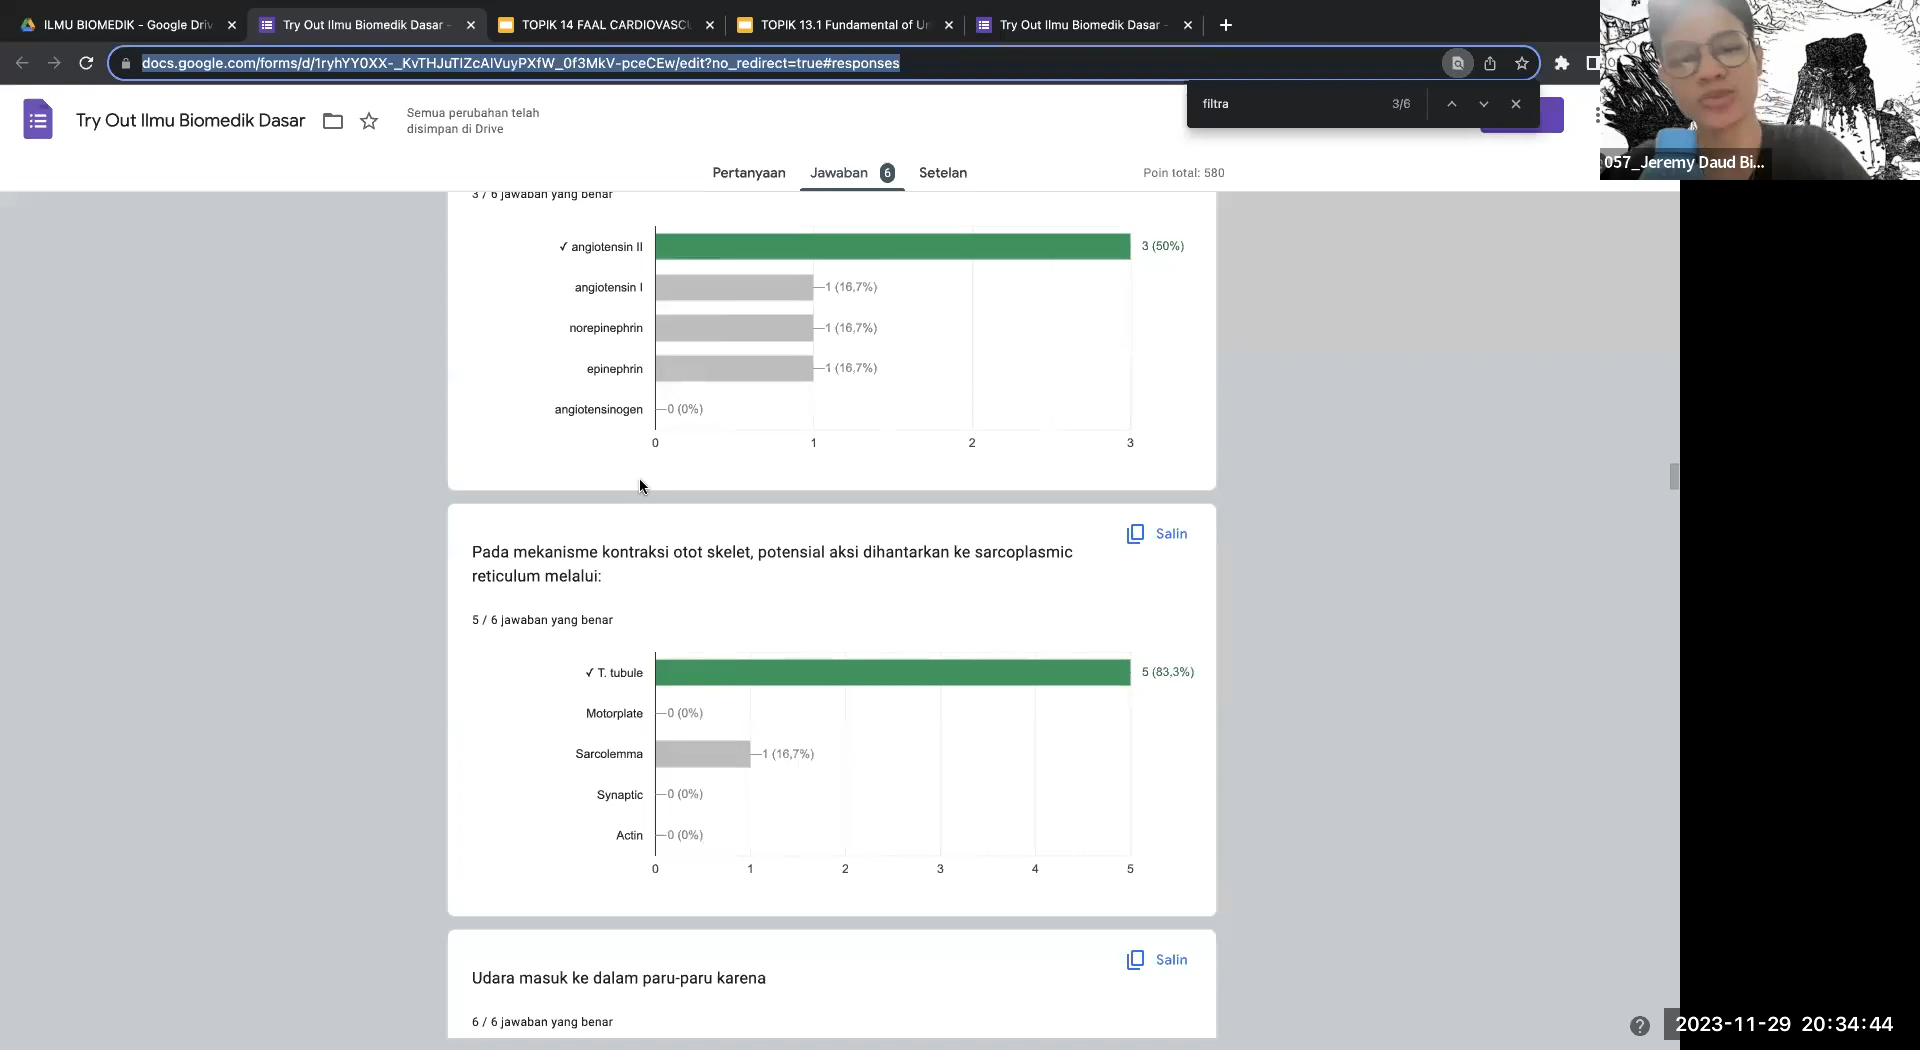 ILMU BIOMEDIK - Google Driv
Try Out Ilmu Biomedik Dasar -
TOPIK 14 FAAL CARDIOVASCU
TOPIK 13.1 Fundamental of Ur
Try Out Ilmu Biomedik Dasar -
docs.google.com/forms/d/1ryhYY0XX-_KvTHJuTIZcAlVuyPXfW_0f3MkV-pceCEw/edit?no_redirect=true#responses
filtra
3/6
Try Out Ilmu Biomedik Dasar
Semua perubahan telah
disimpan di Drive
057_Jeremy Daud Bi...
Pertanyaan
Jawaban 6
Setelan
Poin total: 580
3 / 6 jawaban yang benar
✓ angiotensin II
3 (50%)
angiotensin I
1 (16,7%)
norepinephrin
1 (16,7%)
epinephrin
1 (16,7%)
angiotensinogen
0 (0%)
0 1 2 3
Salin
Pada mekanisme kontraksi otot skelet, potensial aksi dihantarkan ke sarcoplasmic
reticulum melalui:
5 / 6 jawaban yang benar
✓ T. tubule
5 (83,3%)
Motorplate
0 (0%)
Sarcolemma
1 (16,7%)
Synaptic
0 (0%)
Actin
0 (0%)
0 1 2 3 4 5
Salin
Udara masuk ke dalam paru-paru karena
6 / 6 jawaban yang benar
2023-11-29 20:34:44